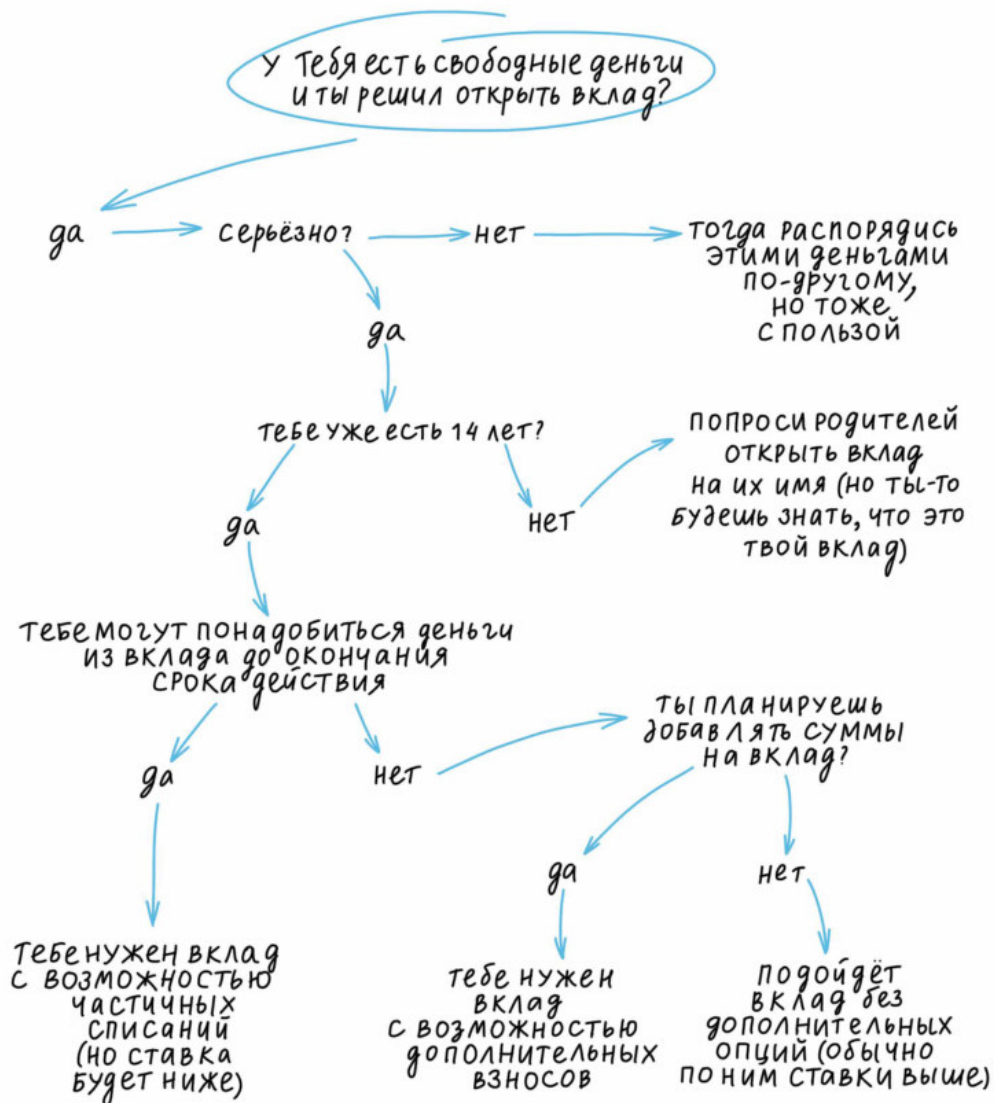 У тебя есть свободные деньги
и ты решил открыть вклад?
да
серьёзно?
нет
тогда распорядись
этими деньгами
по-другому,
но тоже
с пользой
да
тебе уже есть 14 лет?
попроси родителей
открыть вклад
на их имя (но ты-то
будешь знать, что это
твой вклад)
да
нет
тебе могут понадобиться деньги
из вклада до окончания
срока действия
ты планируешь
добавлять суммы
на вклад?
да
нет
да
нет
тебе нужен вклад
с возможностью
частичных
списаний
(но ставка
будет ниже)
тебе нужен
вклад
с возможностью
дополнительных
взносов
подойдёт
вклад без
дополнительных
опций (обычно
по ним ставки выше)